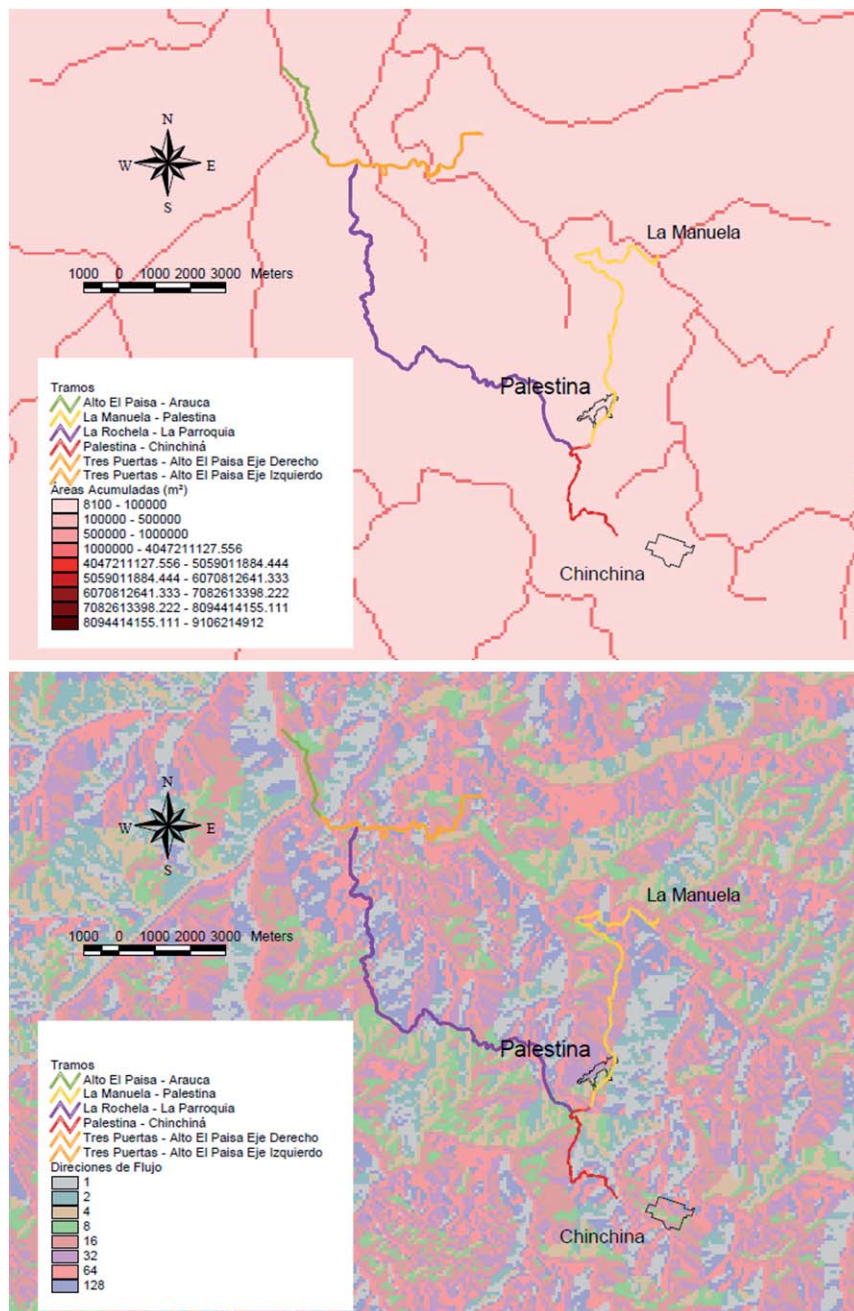 N
W E
S
La Manuela
1000 0 1000 2000 3000 Meters
Palestina
Chinchina
Tramos
Alto El Paisa - Arauca
La Manuela - Palestina
La Rochela - La Parroquia
Palestina - Chinchiná
Tres Puertas - Alto El Paisa Eje Derecho
Tres Puertas - Alto El Paisa Eje Izquierdo
Áreas Acumuladas (m²)
8100 - 100000
100000 - 500000
500000 - 1000000
1000000 - 4047211127.556
4047211127.556 - 5059011884.444
5059011884.444 - 6070812641.333
6070812641.333 - 7082613398.222
7082613398.222 - 8094414155.111
8094414155.111 - 9106214912
N
W E
S
La Manuela
1000 0 1000 2000 3000 Meters
Palestina
Chinchina
Tramos
Alto El Paisa - Arauca
La Manuela - Palestina
La Rochela - La Parroquia
Palestina - Chinchiná
Tres Puertas - Alto El Paisa Eje Derecho
Tres Puertas - Alto El Paisa Eje Izquierdo
Direciones de Flujo
1
2
4
8
16
32
64
128